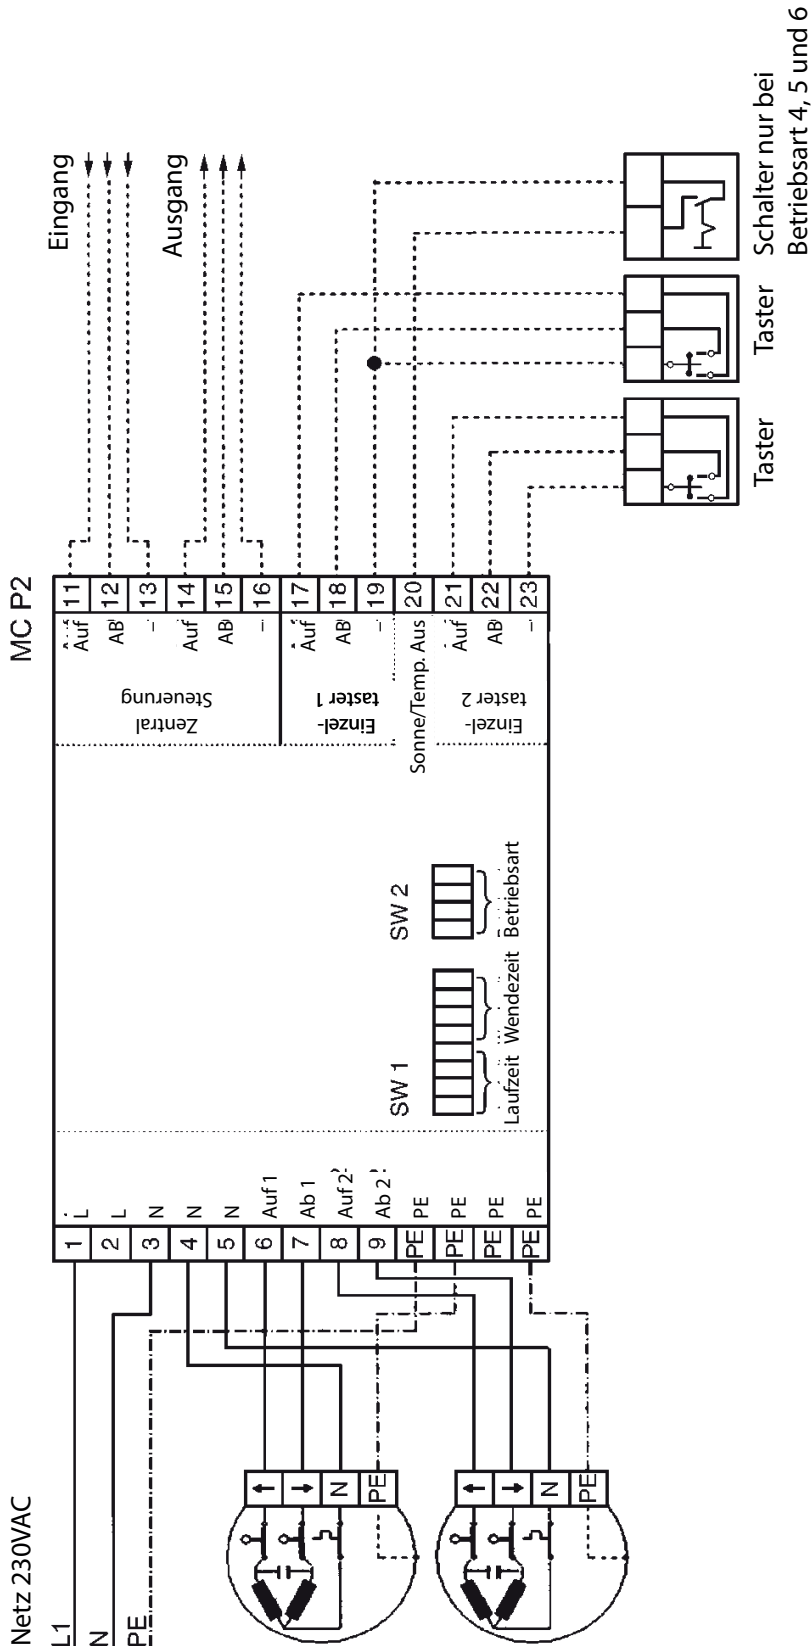 MC P2
Netz 230VAC
L1
N
PE
1 L
2 L
3 N
4 N
5 N
6 Auf 1
7 Ab 1
8 Auf 2
9 Ab 2
PE PE
PE PE
PE PE
PE PE
N
PE
N
PE
SW 1
Laufzeit
Wendezeit
SW 2
Betriebsart
Zentral
Steuerung
Auf 11
AB 12
– 13
Auf 14
AB 15
– 16
Einzel-
taster 1
Auf 17
AB 18
– 19
Sonne/Temp. Aus 20
Einzel-
taster 2
Auf 21
AB 22
– 23
Eingang
Ausgang
Taster
Taster
Schalter nur bei
Betriebsart 4, 5 und 6